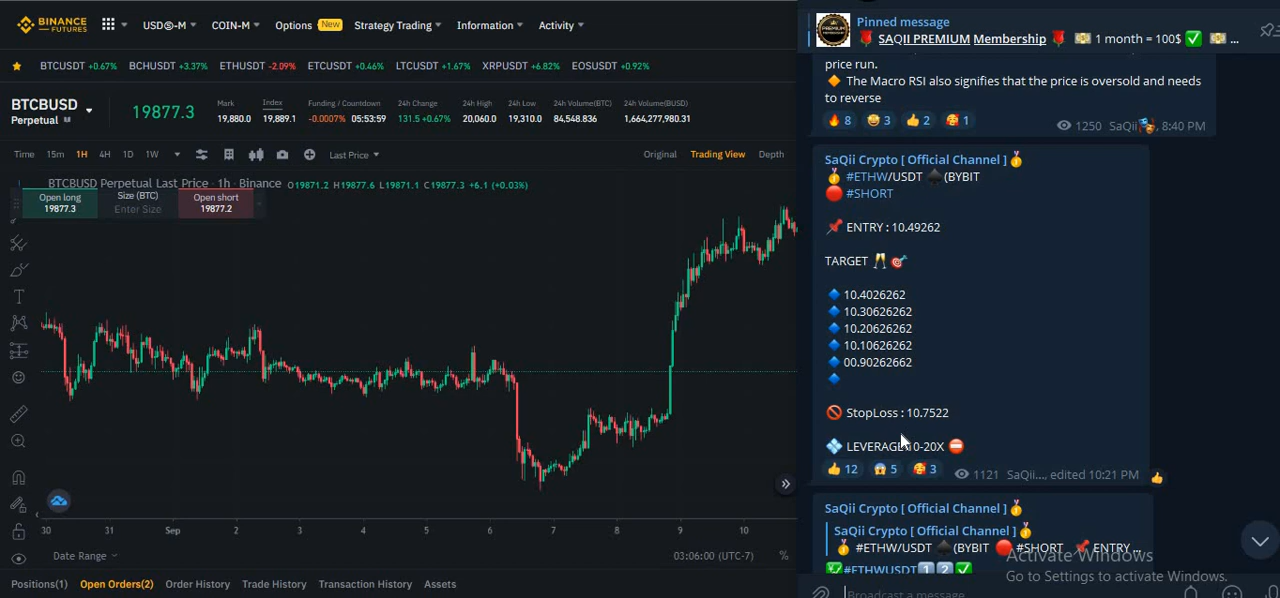 BINANCE FUTURES
USDⓈ-M COIN-M Options New Strategy Trading Information Activity
BTCUSDT +0.67% BCHUSDT +3.37% ETHUSDT -2.09% ETCUSDT +0.46% LTCUSDT +1.67% XRPUSDT +6.82% EOSUSDT +0.92%
BTCBUSD
Perpetual
19877.3
Mark
19,880.0
Index
19,889.1
Funding / Countdown
-0.0007% 05:53:59
24h Change
131.5 +0.67%
24h High
20,060.0
24h Low
19,310.0
24h Volume(BTC)
84,548.836
24h Volume(BUSD)
1,664,277,980.31
Time 15m 1H 4H 1D 1W Last Price Original Trading View Depth
BTCBUSD Perpetual Last Price · 1h · Binance O19871.2 H19877.6 L19871.1 C19877.3 +6.1 (+0.03%)
Open long
19877.3
Size (BTC)
Enter Size
Open short
19877.2
30 31 Sep 2 3 4 5 6 7 8 9 10
Date Range 03:06:00 (UTC-7) %
Positions(1) Open Orders(2) Order History Trade History Transaction History Assets
Pinned message
🌹 SAQII PREMIUM Membership 🌹 💵 1 month = 100$ ✅ 💵 ...
price run.
🔶 The Macro RSI also signifies that the price is oversold and needs
to reverse
🔥 8 🤩 3 👍 2 🥰 1
1250 SaQii🎭, 8:40 PM
SaQii Crypto [ Official Channel ]🥇
🥇 #ETHW/USDT ♠️(BYBIT
🔴 #SHORT
📌 ENTRY : 10.49262
TARGET 🥂 🎯
🔷 10.4026262
🔷 10.30626262
🔷 10.20626262
🔷 10.10626262
🔷 00.90262662
🔷
🚫 StopLoss : 10.7522
💠 LEVERAGE 0-20X ⛔
👍 12 😱 5 🥰 3 1121 SaQii..., edited 10:21 PM 👍
SaQii Crypto [ Official Channel ]🥇
SaQii Crypto [ Official Channel ]🥇
🥇 #ETHW/USDT ♠️(BYBIT 🔴 #SHORT 📌 ENTRY ...
💹#ETHWUSDT1️⃣2️⃣✅
Activate Windows
Go to Settings to activate Windows.
Broadcast a message...